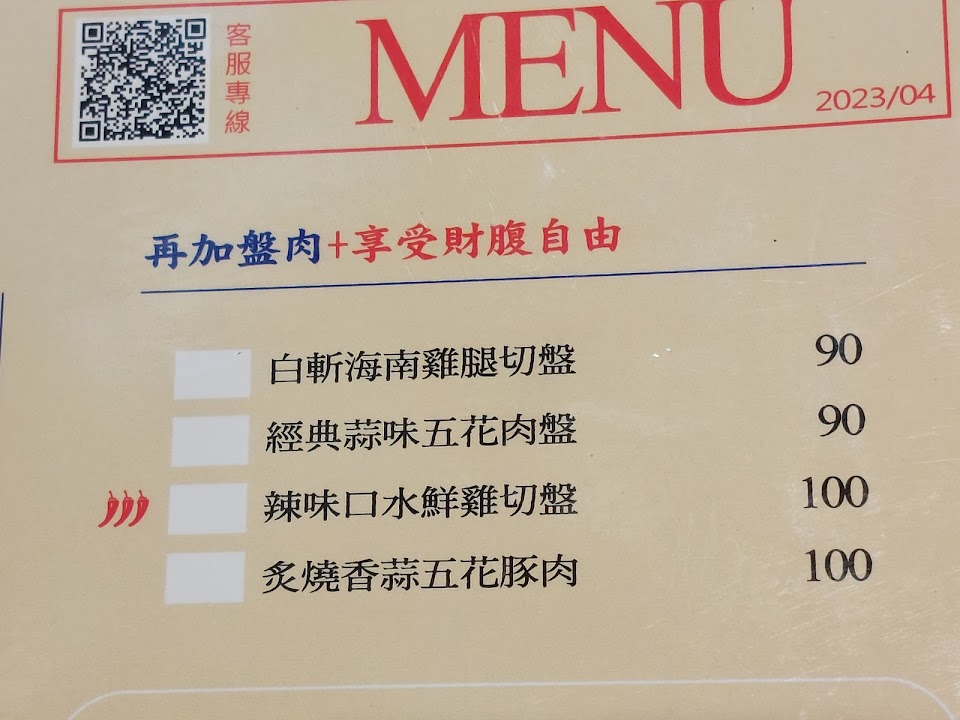 客服專線
MENU
2023/04
再加盤肉+享受財腹自由
白斬海南雞腿切盤 90
經典蒜味五花肉盤 90
辣味口水鮮雞切盤 100
炙燒香蒜五花豚肉 100